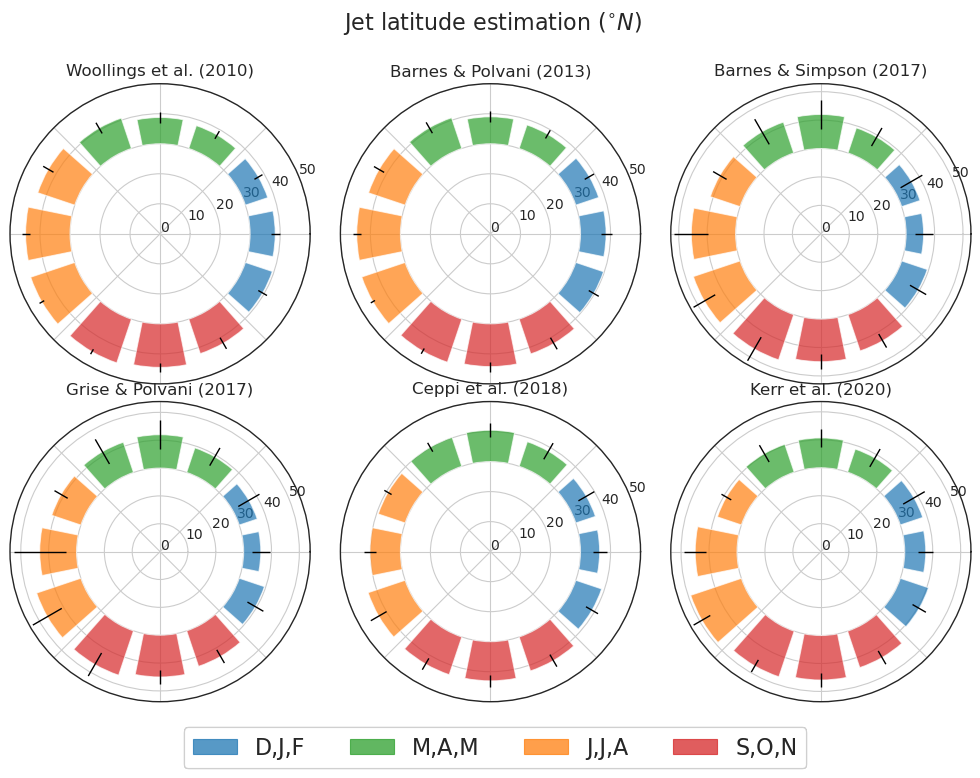 Jet latitude estimation (°N)
Woollings et al. (2010)
Barnes & Polvani (2013)
Barnes & Simpson (2017)
0 10 20 30 40 50
0 10 20 30 40 50
0 10 20 30 40 50
Grise & Polvani (2017)
Ceppi et al. (2018)
Kerr et al. (2020)
0 10 20 30 40 50
0 10 20 30 40 50
0 10 20 30 40 50
D,J,F M,A,M J,J,A S,O,N